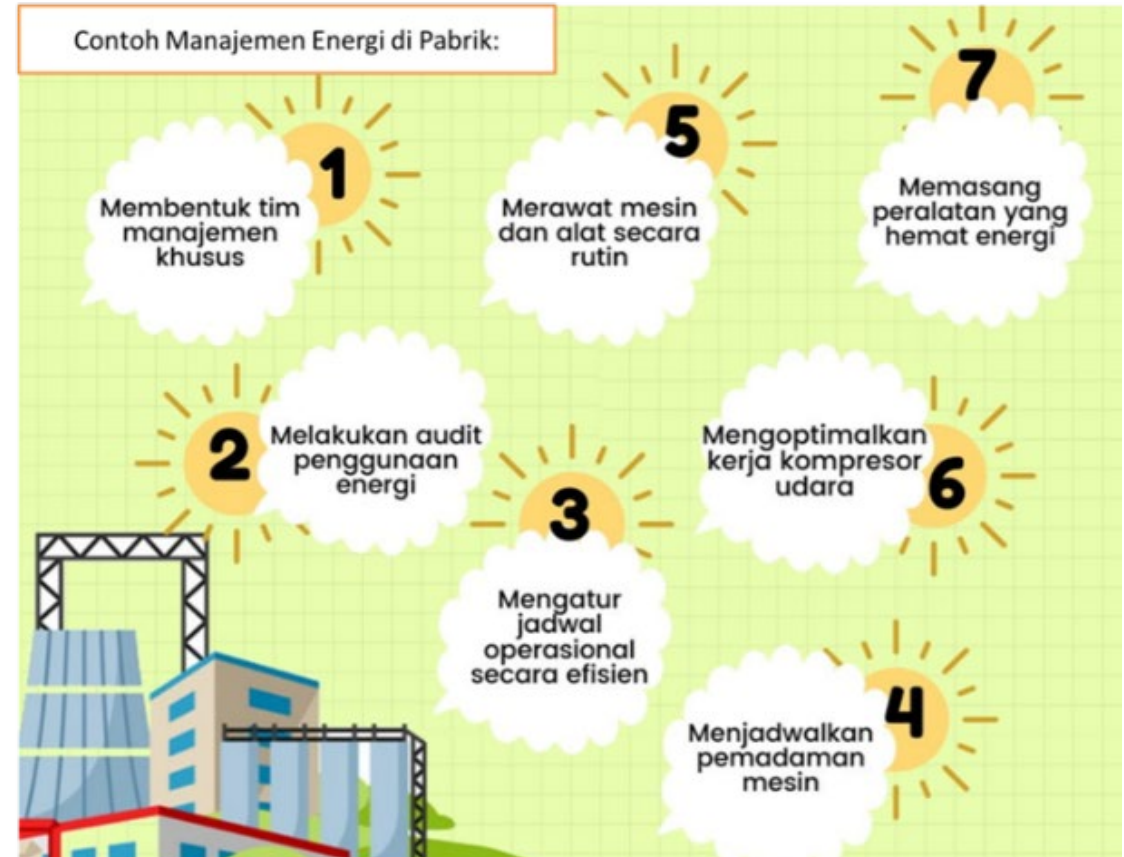 Contoh Manajemen Energi di Pabrik:
1
Membentuk tim
manajemen
khusus
2
Melakukan audit
penggunaan
energi
3
Mengatur
jadwal
operasional
secara efisien
4
Menjadwalkan
pemadaman
mesin
5
Merawat mesin
dan alat secara
rutin
6
Mengoptimalkan
kerja kompresor
udara
7
Memasang
peralatan yang
hemat energi